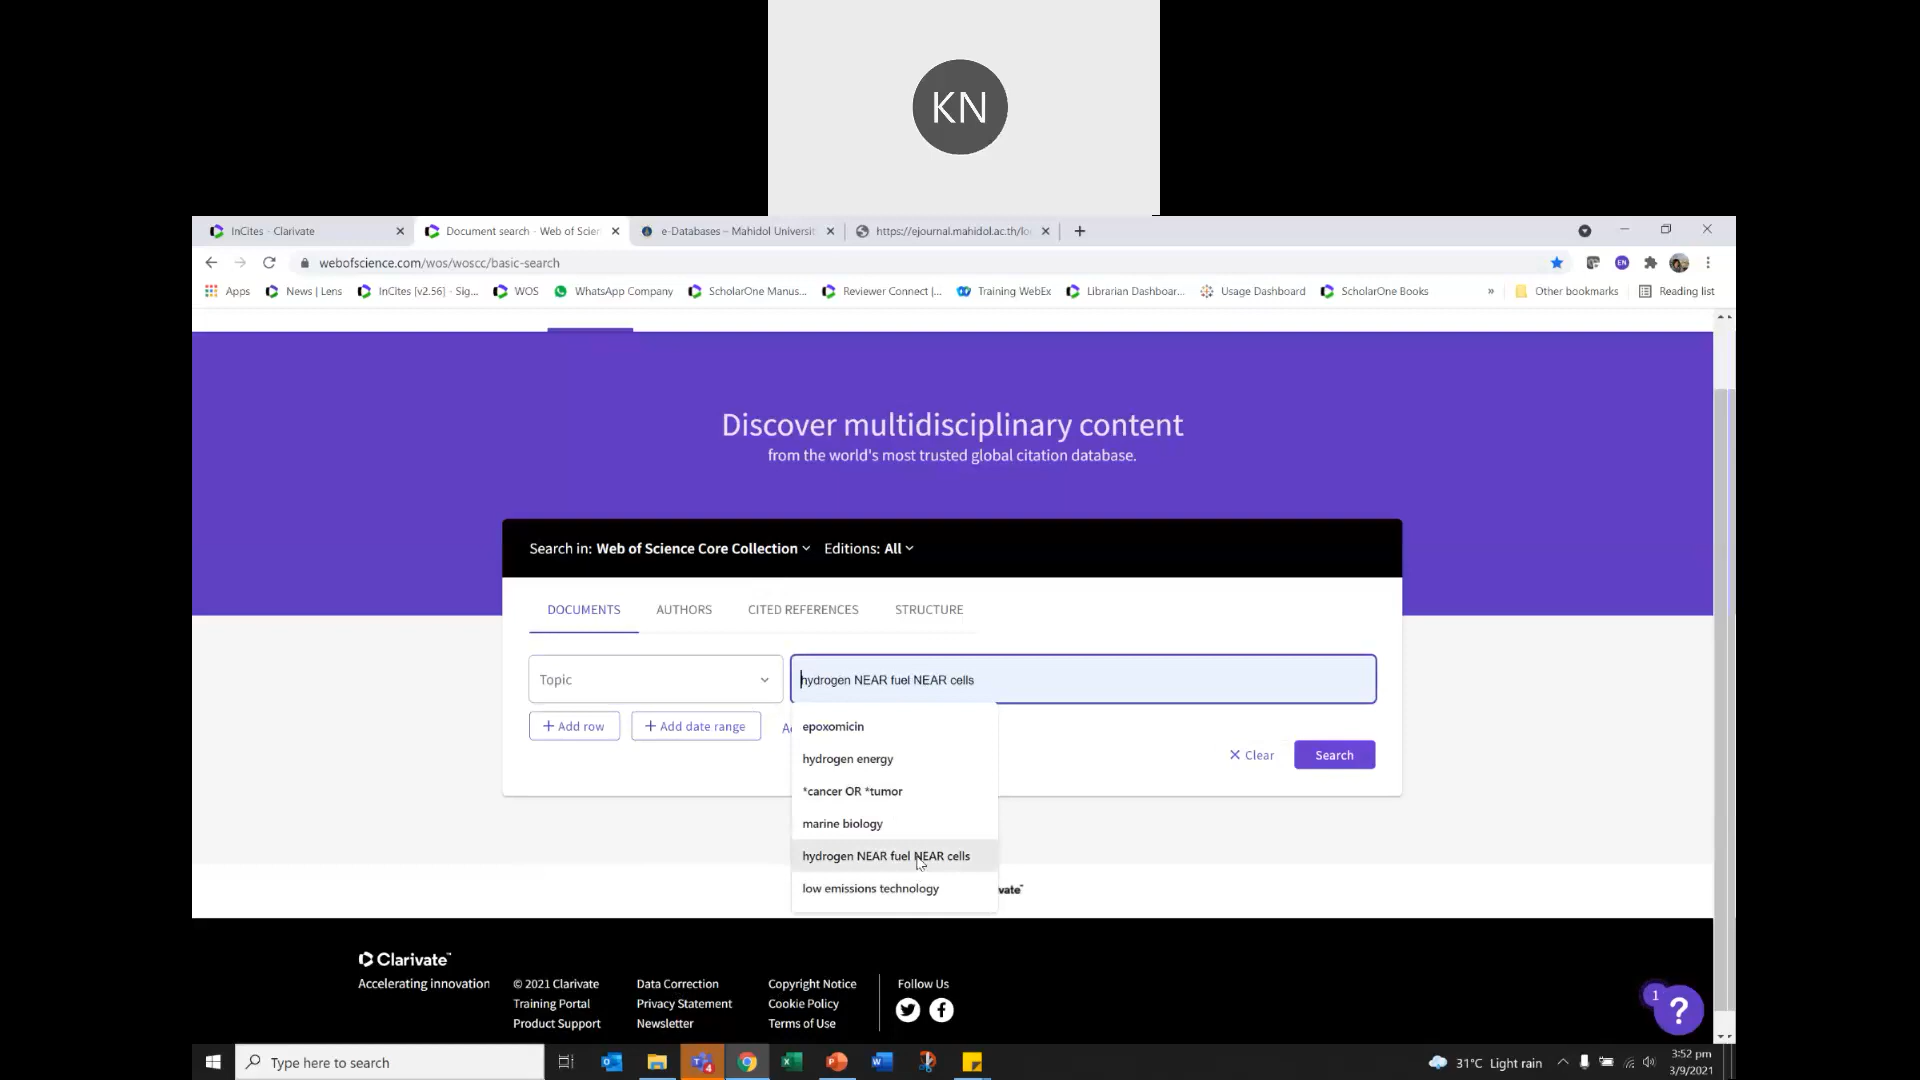 KN
InCites - Clarivate
Document search - Web of Scien
e-Databases – Mahidol Universit
https://ejournal.mahidol.ac.th/lo
webofscience.com/wos/woscc/basic-search
EN
Apps
News | Lens
InCites [v2.56] - Sig...
WOS
WhatsApp Company
ScholarOne Manus...
Reviewer Connect |...
Training WebEx
Librarian Dashboar...
Usage Dashboard
ScholarOne Books
»
Other bookmarks
Reading list
Discover multidisciplinary content
from the world's most trusted global citation database.
Search in: Web of Science Core Collection Editions: All
DOCUMENTS
AUTHORS
CITED REFERENCES
STRUCTURE
Topic
hydrogen NEAR fuel NEAR cells
+ Add row
+ Add date range
epoxomicin
hydrogen energy
*cancer OR *tumor
marine biology
hydrogen NEAR fuel NEAR cells
low emissions technology
Clear
Search
vate™
Clarivate™
Accelerating innovation
© 2021 Clarivate
Training Portal
Product Support
Data Correction
Privacy Statement
Newsletter
Copyright Notice
Cookie Policy
Terms of Use
Follow Us
1
?
Type here to search
4
31°C Light rain
3:52 pm
3/9/2021